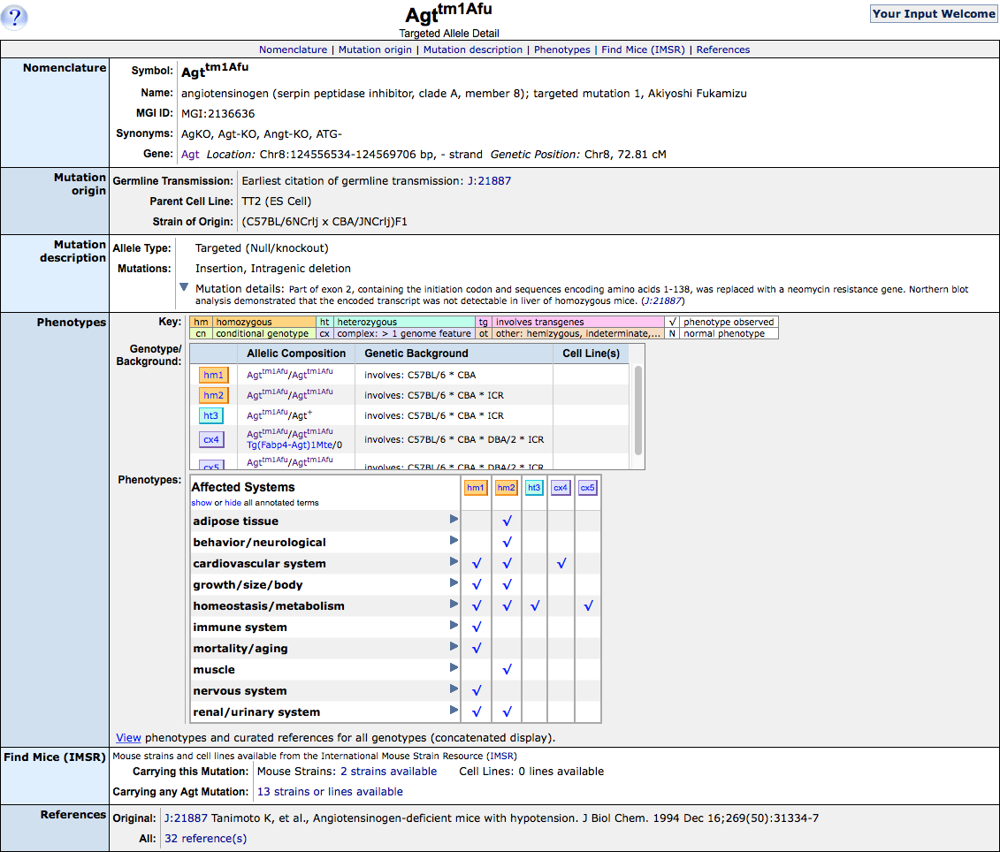 ?
Agttm1Afu
Targeted Allele Detail
Your Input Welcome
Nomenclature | Mutation origin | Mutation description | Phenotypes | Find Mice (IMSR) | References
Nomenclature
Symbol: Agttm1Afu
Name: angiotensinogen (serpin peptidase inhibitor, clade A, member 8); targeted mutation 1, Akiyoshi Fukamizu
MGI ID: MGI:2136636
Synonyms: AgKO, Agt-KO, Angt-KO, ATG-
Gene: Agt Location: Chr8:124556534-124569706 bp, - strand Genetic Position: Chr8, 72.81 cM
Mutation
origin
Germline Transmission: Earliest citation of germline transmission: J:21887
Parent Cell Line: TT2 (ES Cell)
Strain of Origin: (C57BL/6NCrlj x CBA/JNCrlj)F1
Mutation
description
Allele Type: Targeted (Null/knockout)
Mutations: Insertion, Intragenic deletion
Mutation details: Part of exon 2, containing the initiation codon and sequences encoding amino acids 1-138, was replaced with a neomycin resistance gene. Northern blot
analysis demonstrated that the encoded transcript was not detectable in liver of homozygous mice. (J:21887)
Phenotypes
Key: hm homozygous ht heterozygous tg involves transgenes √ phenotype observed
cn conditional genotype cx complex: > 1 genome feature ot other: hemizygous, indeterminate,... N normal phenotype
Genotype/
Background:
Allelic Composition Genetic Background Cell Line(s)
hm1 Agttm1Afu/Agttm1Afu involves: C57BL/6 * CBA
hm2 Agttm1Afu/Agttm1Afu involves: C57BL/6 * CBA * ICR
ht3 Agttm1Afu/Agt+ involves: C57BL/6 * CBA * ICR
cx4 Agttm1Afu/Agttm1Afu
Tg(Fabp4-Agt)1Mte/0 involves: C57BL/6 * CBA * DBA/2 * ICR
cx5 Agttm1Afu/Agttm1Afu involves: C57BL/6 * CBA * DBA/2 * ICR
Phenotypes:
Affected Systems hm1 hm2 ht3 cx4 cx5
show or hide all annotated terms
adipose tissue √
behavior/neurological √
cardiovascular system √ √ √
growth/size/body √ √
homeostasis/metabolism √ √ √ √
immune system √
mortality/aging √
muscle √
nervous system √
renal/urinary system √ √
View phenotypes and curated references for all genotypes (concatenated display).
Find Mice (IMSR)
Mouse strains and cell lines available from the International Mouse Strain Resource (IMSR)
Carrying this Mutation: Mouse Strains: 2 strains available Cell Lines: 0 lines available
Carrying any Agt Mutation: 13 strains or lines available
References
Original: J:21887 Tanimoto K, et al., Angiotensinogen-deficient mice with hypotension. J Biol Chem. 1994 Dec 16;269(50):31334-7
All: 32 reference(s)